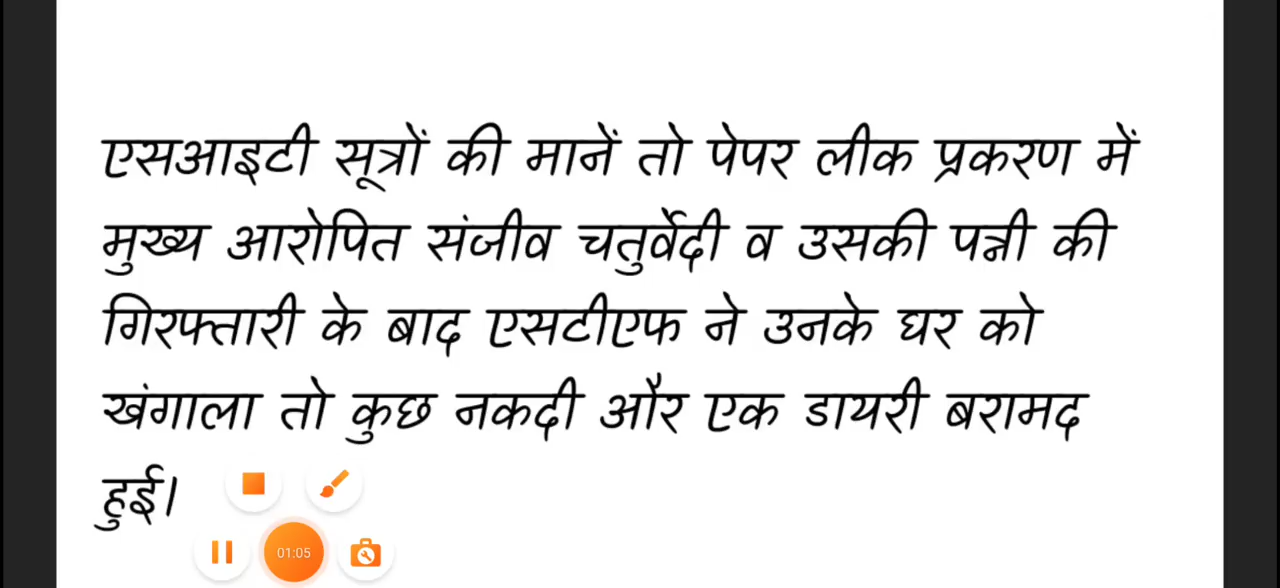 एसआइटी सूत्रों की मानें तो पेपर लीक प्रकरण में
मुख्य आरोपित संजीव चतुर्वेदी व उसकी पत्नी की
गिरफ्तारी के बाद एसटीएफ ने उनके घर को
खंगाला तो कुछ नकदी और एक डायरी बरामद
हुई।
01:05